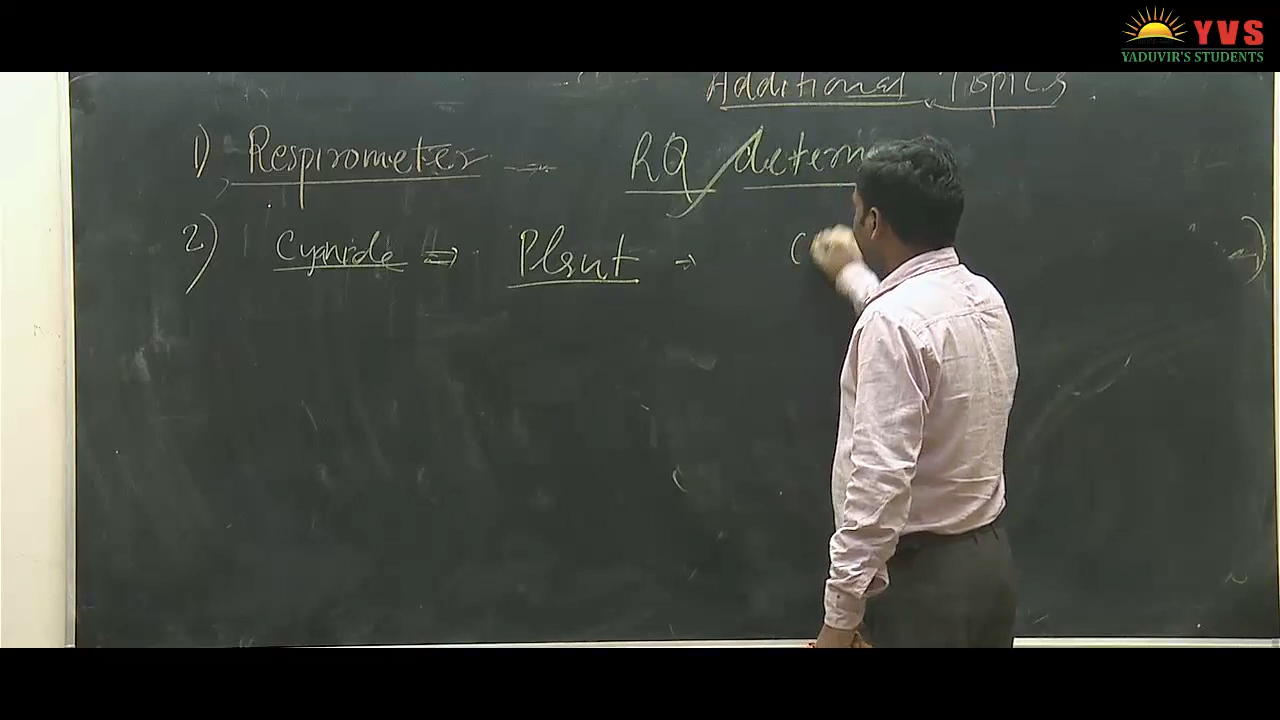 YVS
YADUVIR'S STUDENTS
Additional Topics
1) Respirometer → RQ determ
2) Cyanide ⇒ Plant → (